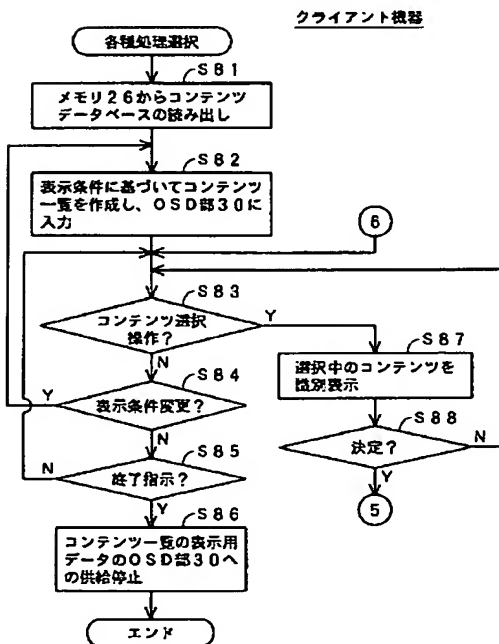 クライアント機器
各種処理選択
S81
メモリ26からコンテンツ
データベースの読み出し
S82
表示条件に基づいてコンテンツ
一覧を作成し、OSD部30に
入力
6
S83
コンテンツ選択
操作?
Y
N
S87
選択中のコンテンツを
識別表示
S84
表示条件変更?
Y
N
S88
決定?
N
Y
5
S85
終了指示?
N
Y
S86
コンテンツ一覧の表示用
データのOSD部30へ
の供給停止
エンド